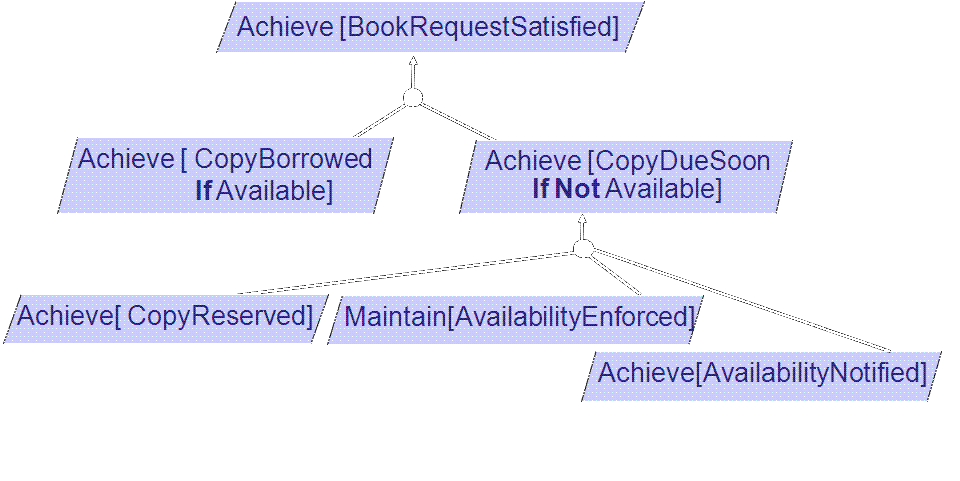 Achieve [BookRequestSatisfied]
Achieve [ CopyBorrowed
If Available]
Achieve [CopyDueSoon
If Not Available]
Achieve[ CopyReserved]
Maintain[AvailabilityEnforced]
Achieve[AvailabilityNotified]